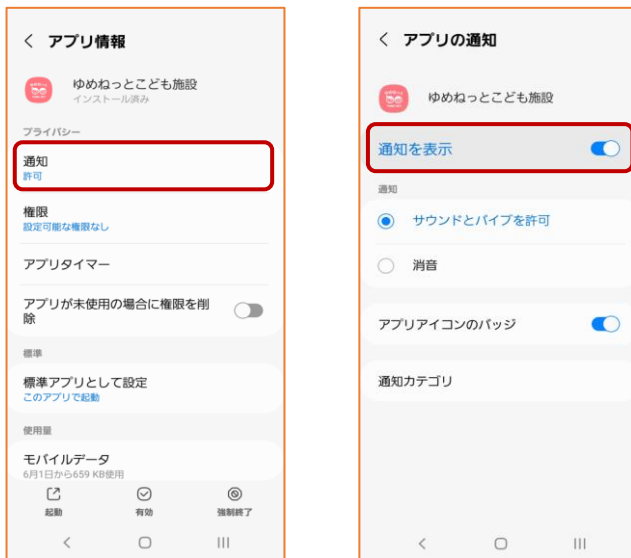 アプリ情報
ゆめねっとこども施設
インストール済み
プライバシー
通知
許可
権限
設定可能な権限なし
アプリタイマー
アプリが未使用の場合に権限を削
除
標準
標準アプリとして設定
このアプリで起動
使用量
モバイルデータ
6月1日から659 KB使用
起動
有効
強制終了
アプリの通知
ゆめねっとこども施設
通知を表示
通知
サウンドとバイブを許可
消音
アプリアイコンのバッジ
通知カテゴリ